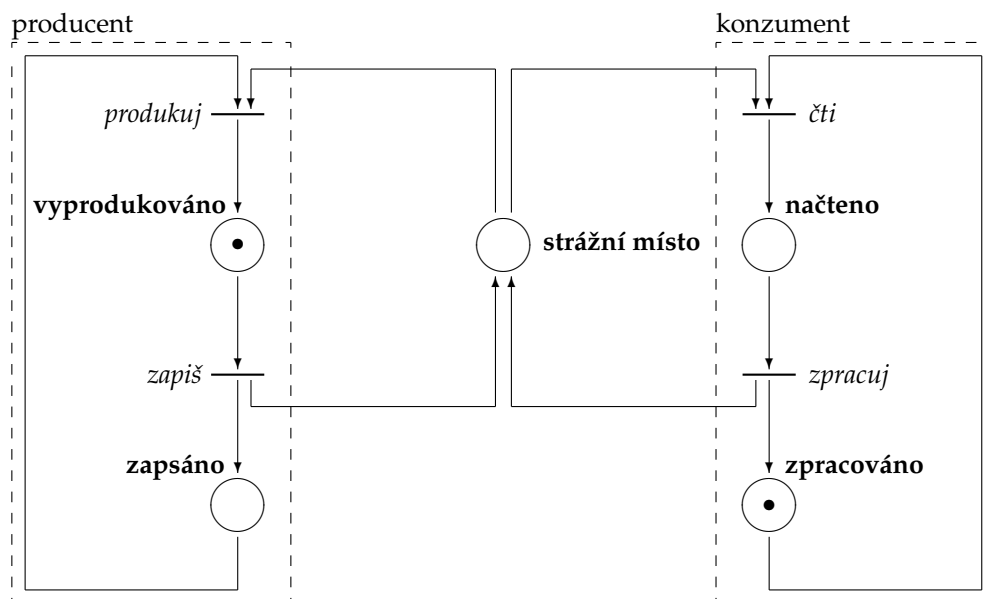 producent
konzument
produkuj
čti
vyprodukováno
načteno
strážní místo
zapiš
zpracuj
zapsáno
zpracováno